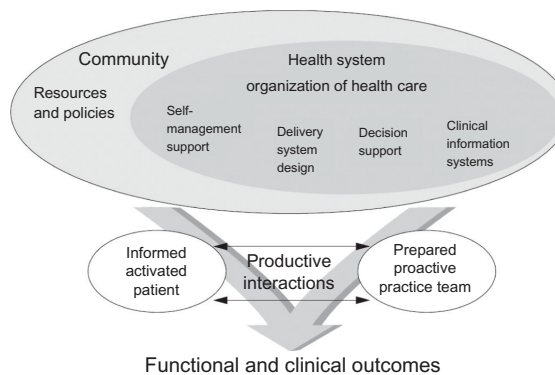 Community
Resources
and policies
Health system
organization of health care
Self-
management
support
Delivery
system
design
Decision
support
Clinical
information
systems
Informed
activated
patient
Productive
interactions
Prepared
proactive
practice team
Functional and clinical outcomes